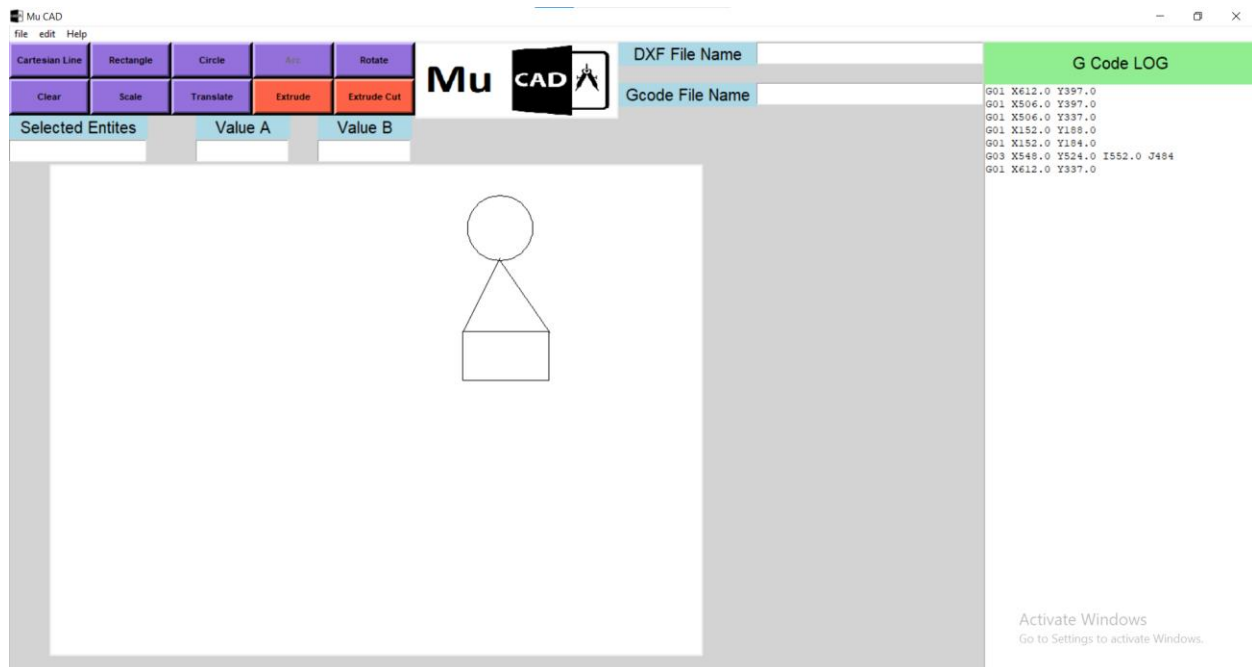 Mu CAD
file edit Help
Cartesian Line Rectangle Circle Arc Rotate
Clear Scale Translate Extrude Extrude Cut
Mu CAD
DXF File Name
Gcode File Name
Selected Entites Value A Value B
G Code LOG
G01 X612.0 Y397.0
G01 X506.0 Y397.0
G01 X506.0 Y337.0
G01 X152.0 Y188.0
G01 X152.0 Y184.0
G03 X548.0 Y524.0 I552.0 J484
G01 X612.0 Y337.0
Activate Windows
Go to Settings to activate Windows.